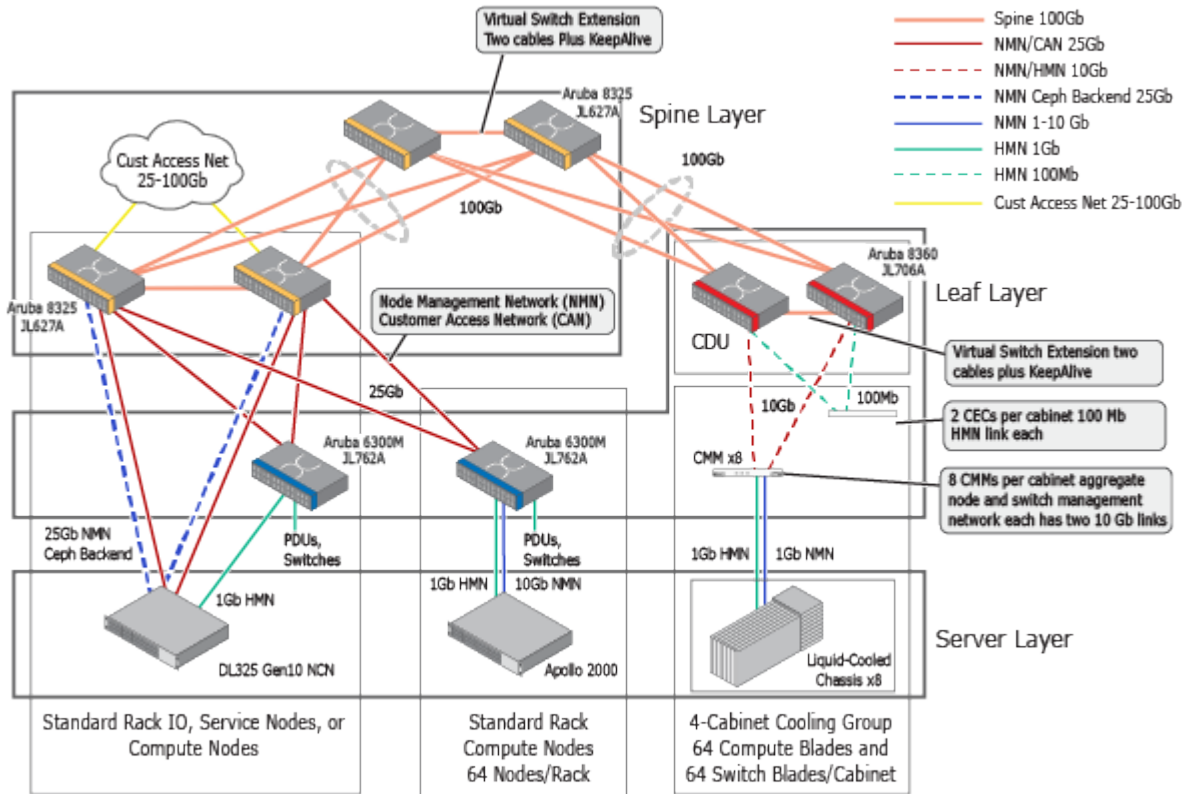 Virtual Switch Extension
Two cables Plus KeepAlive
Spine 100Gb
NMN/CAN 25Gb
NMN/HMN 10Gb
NMN Ceph Backend 25Gb
NMN 1-10 Gb
HMN 1Gb
HMN 100Mb
Cust Access Net 25-100Gb
Aruba 8325
JL627A
Spine Layer
Cust Access Net
25-100Gb
100Gb
100Gb
Aruba 8325
JL627A
Node Management Network (NMN)
Customer Access Network (CAN)
Aruba 8360
JL706A
Leaf Layer
CDU
Virtual Switch Extension two
cables plus KeepAlive
25Gb
10Gb
100Mb
2 CECs per cabinet 100 Mb
HMN link each
Aruba 6300M
JL762A
Aruba 6300M
JL762A
CMM x8
8 CMMs per cabinet aggregate
node and switch management
network each has two 10 Gb links
25Gb NMN
Ceph Backend
PDUs,
Switches
PDUs,
Switches
1Gb HMN
1Gb NMN
1Gb HMN
1Gb HMN
10Gb NMN
Server Layer
DL325 Gen10 NCN
Apollo 2000
Liquid-Cooled
Chassis x8
Standard Rack IO, Service Nodes, or
Compute Nodes
Standard Rack
Compute Nodes
64 Nodes/Rack
4-Cabinet Cooling Group
64 Compute Blades and
64 Switch Blades/Cabinet